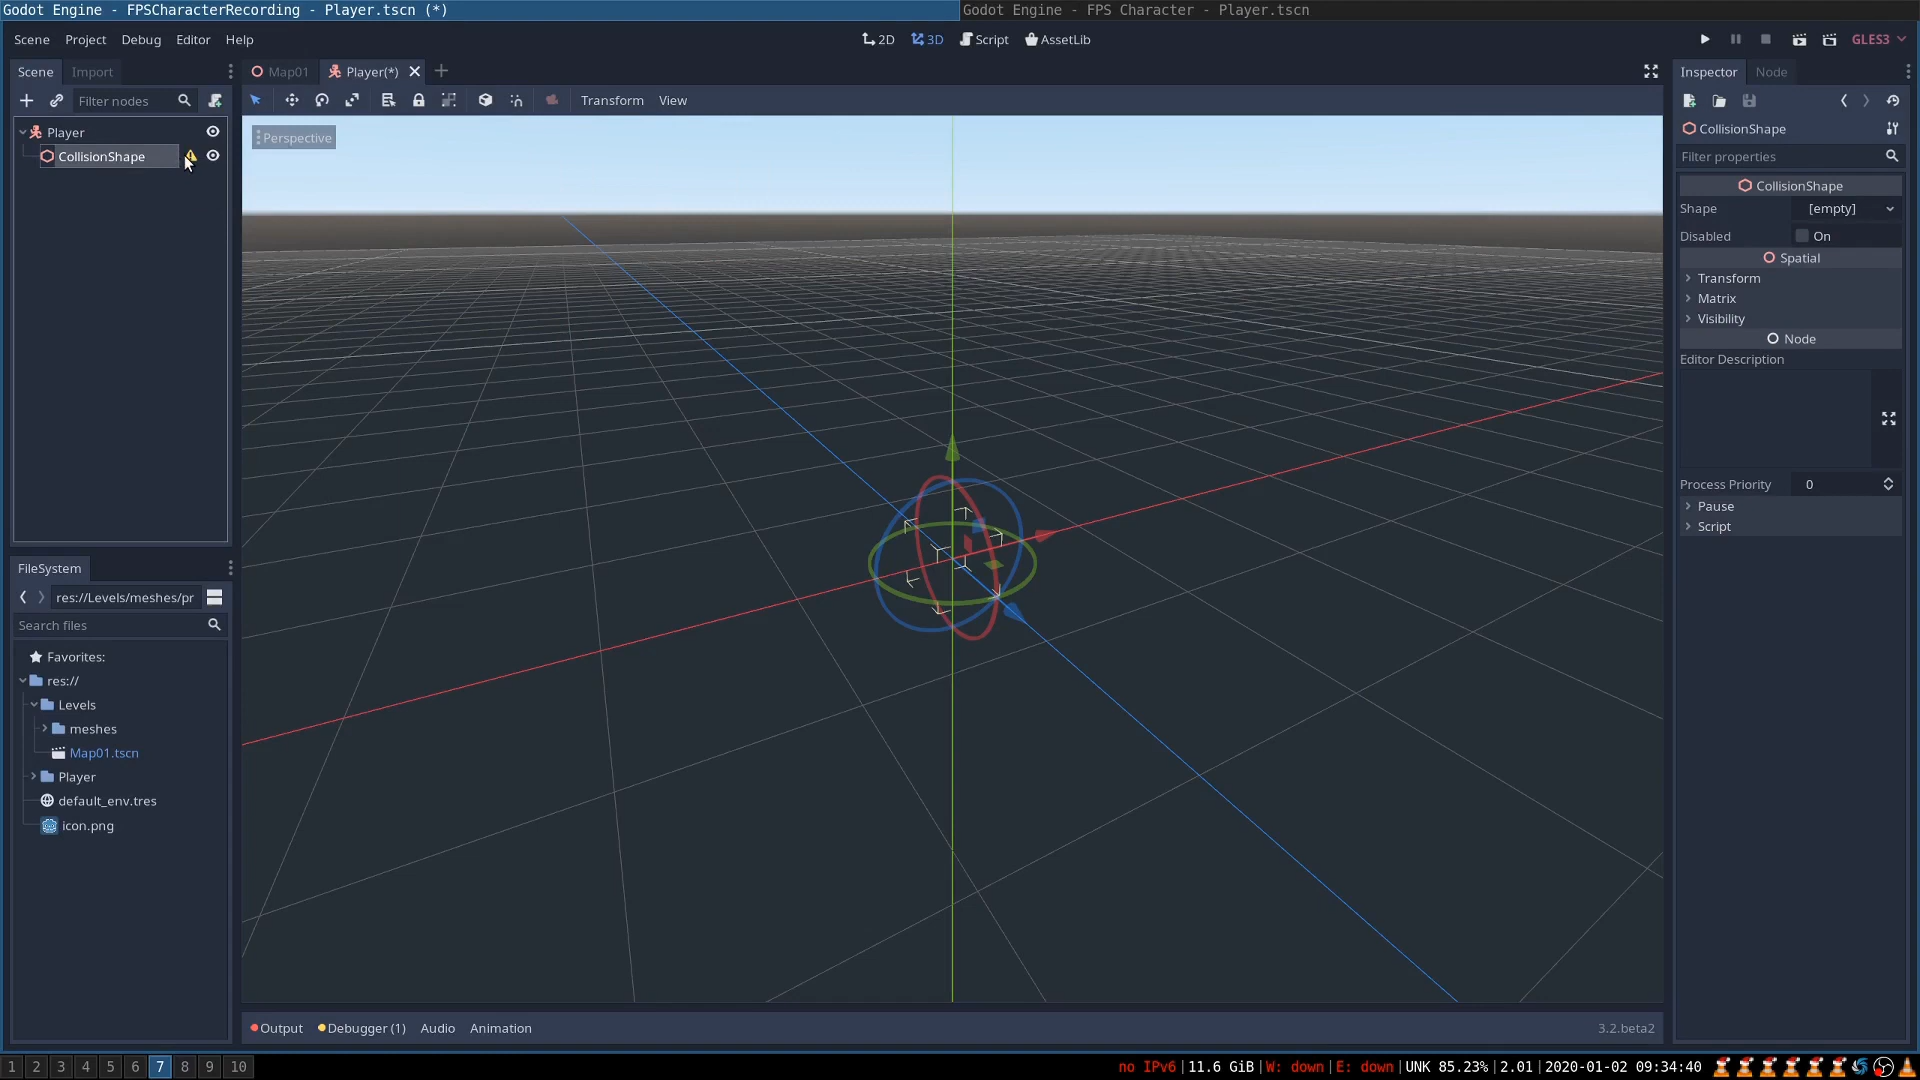 Godot Engine - FPSCharacterRecording - Player.tscn (*)
Godot Engine - FPS Character - Player.tscn
Scene Project Debug Editor Help
2D 3D Script AssetLib
GLES3
Scene Import
Map01 Player(*)
Inspector Node
Filter nodes
Transform View
Player
CollisionShape
Perspective
CollisionShape
Filter properties
CollisionShape
Shape [empty]
Disabled On
Spatial
Transform
Matrix
Visibility
Node
Editor Description
Process Priority 0
Pause
Script
FileSystem
res://Levels/meshes/pr
Search files
Favorites:
res://
Levels
meshes
Map01.tscn
Player
default_env.tres
icon.png
Output Debugger (1) Audio Animation
3.2.beta2
1 2 3 4 5 6 7 8 9 10
no IPv6|11.6 GiB|W: down|E: down|UNK 85.23%|2.01|2020-01-02 09:34:40